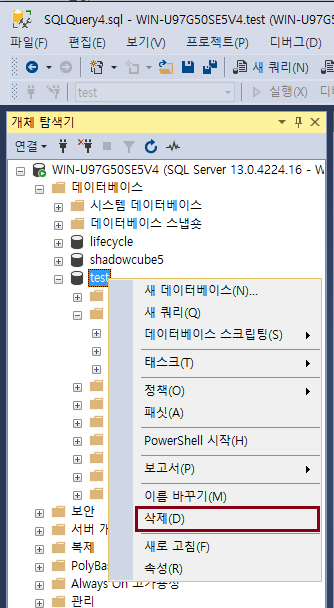 SQLQuery4.sql - WIN-U97G50SE5V4.test (WIN-U97G5
파일(F) 편집(E) 보기(V) 프로젝트(P) 디버그(D)
새 쿼리(N)
test 실행(X) 디
개체 탐색기
연결
WIN-U97G50SE5V4 (SQL Server 13.0.4224.16 - W
데이터베이스
시스템 데이터베이스
데이터베이스 스냅숏
lifecycle
shadowcube5
test
새 데이터베이스(N)...
새 쿼리(Q)
데이터베이스 스크립팅(S)
태스크(T)
정책(O)
패싯(A)
PowerShell 시작(H)
보고서(P)
이름 바꾸기(M)
삭제(D)
새로 고침(F)
속성(R)
보안
서버 개
복제
PolyBas
Always On 고가용성
관리